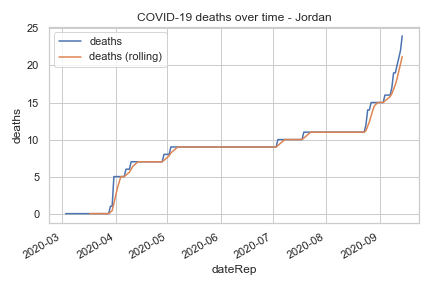 COVID-19 deaths over time - Jordan
deaths
deaths (rolling)
deaths
25
20
15
10
5
0
2020-03
2020-04
2020-05
2020-06
2020-07
2020-08
2020-09
dateRep